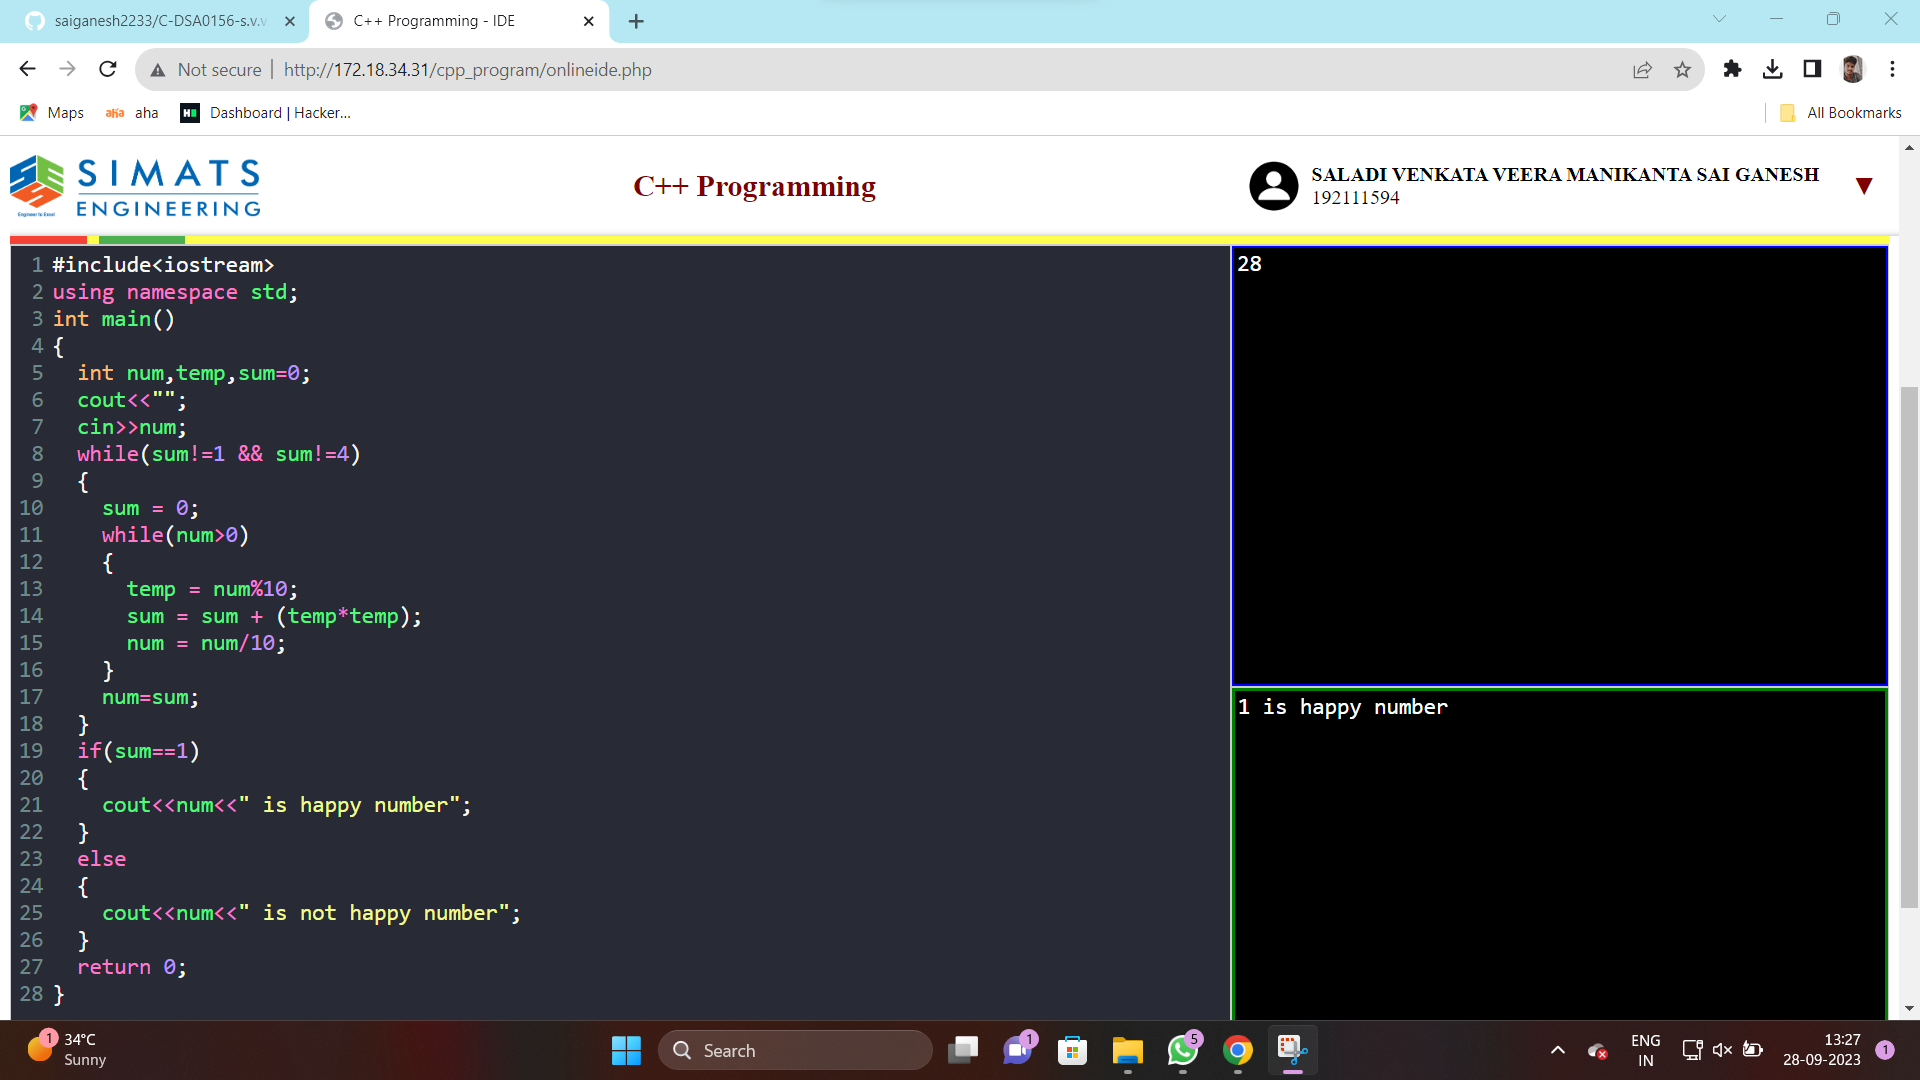 saiganesh2233/C-DSA0156-s.v.v
C++ Programming - IDE
Not secure
http://172.18.34.31/cpp_program/onlineide.php
Maps
aha
aha
H
Dashboard | Hacker...
All Bookmarks
SIMATS
ENGINEERING
Engineer to Excel
C++ Programming
SALADI VENKATA VEERA MANIKANTA SAI GANESH
192111594
1 #include<iostream>
2 using namespace std;
3 int main()
4 {
5   int num,temp,sum=0;
6   cout<<"";
7   cin>>num;
8   while(sum!=1 && sum!=4)
9   {
10     sum = 0;
11     while(num>0)
12     {
13       temp = num%10;
14       sum = sum + (temp*temp);
15       num = num/10;
16     }
17     num=sum;
18   }
19   if(sum==1)
20   {
21     cout<<num<<" is happy number";
22   }
23   else
24   {
25     cout<<num<<" is not happy number";
26   }
27   return 0;
28 }
28
1 is happy number
1
34°C
Sunny
Search
1
5
ENG
IN
13:27
28-09-2023
1